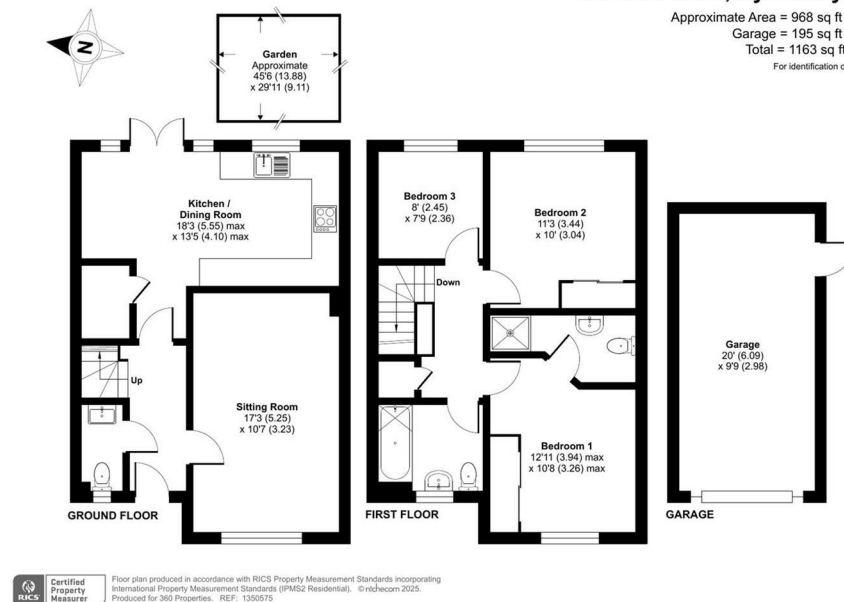 Approximate Area = 968 sq ft
Garage = 195 sq ft
Total = 1163 sq ft
For identification o
N
Garden
Approximate
45'6 (13.88)
x 29'11 (9.11)
Kitchen /
Dining Room
18'3 (5.55) max
x 13'5 (4.10) max
Up
Sitting Room
17'3 (5.25)
x 10'7 (3.23)
GROUND FLOOR
Bedroom 3
8' (2.45)
x 7'9 (2.36)
Bedroom 2
11'3 (3.44)
x 10' (3.04)
Down
Bedroom 1
12'11 (3.94) max
x 10'8 (3.26) max
FIRST FLOOR
Garage
20' (6.09)
x 9'9 (2.98)
GARAGE
RICS
Certified
Property
Measurer
Floor plan produced in accordance with RICS Property Measurement Standards incorporating
International Property Measurement Standards (IPMS2 Residential). ©ntchecom 2025.
Produced for 360 Properties. REF: 1350575